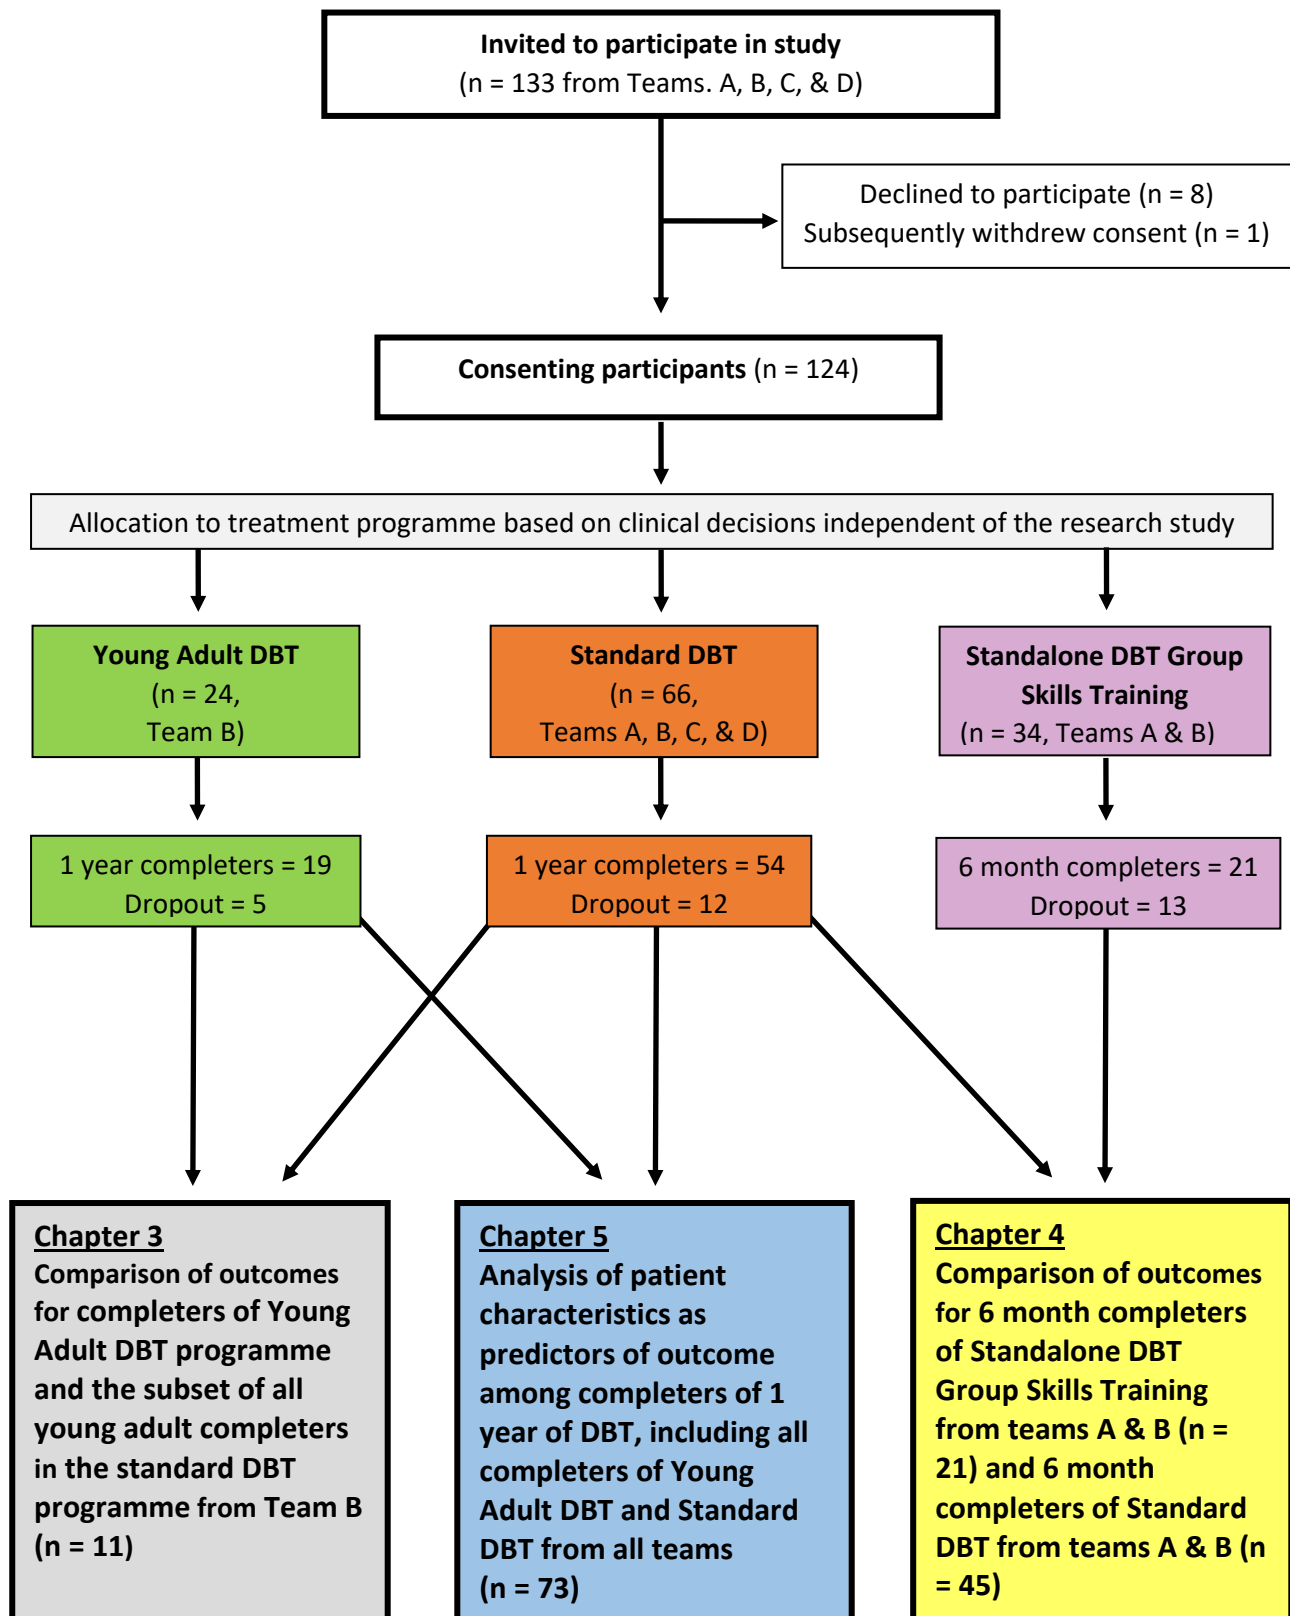 Invited to participate in study
(n = 133 from Teams. A, B, C, & D)
Declined to participate (n = 8)
Subsequently withdrew consent (n = 1)
Consenting participants (n = 124)
Allocation to treatment programme based on clinical decisions independent of the research study
Young Adult DBT
(n = 24,
Team B)
Standard DBT
(n = 66,
Teams A, B, C, & D)
Standalone DBT Group
Skills Training
(n = 34, Teams A & B)
1 year completers = 19
Dropout = 5
1 year completers = 54
Dropout = 12
6 month completers = 21
Dropout = 13
Chapter 3
Comparison of outcomes
for completers of Young
Adult DBT programme
and the subset of all
young adult completers
in the standard DBT
programme from Team B
(n = 11)
Chapter 5
Analysis of patient
characteristics as
predictors of outcome
among completers of 1
year of DBT, including all
completers of Young
Adult DBT and Standard
DBT from all teams
(n = 73)
Chapter 4
Comparison of outcomes
for 6 month completers
of Standalone DBT
Group Skills Training
from teams A & B (n =
21) and 6 month
completers of Standard
DBT from teams A & B (n
= 45)